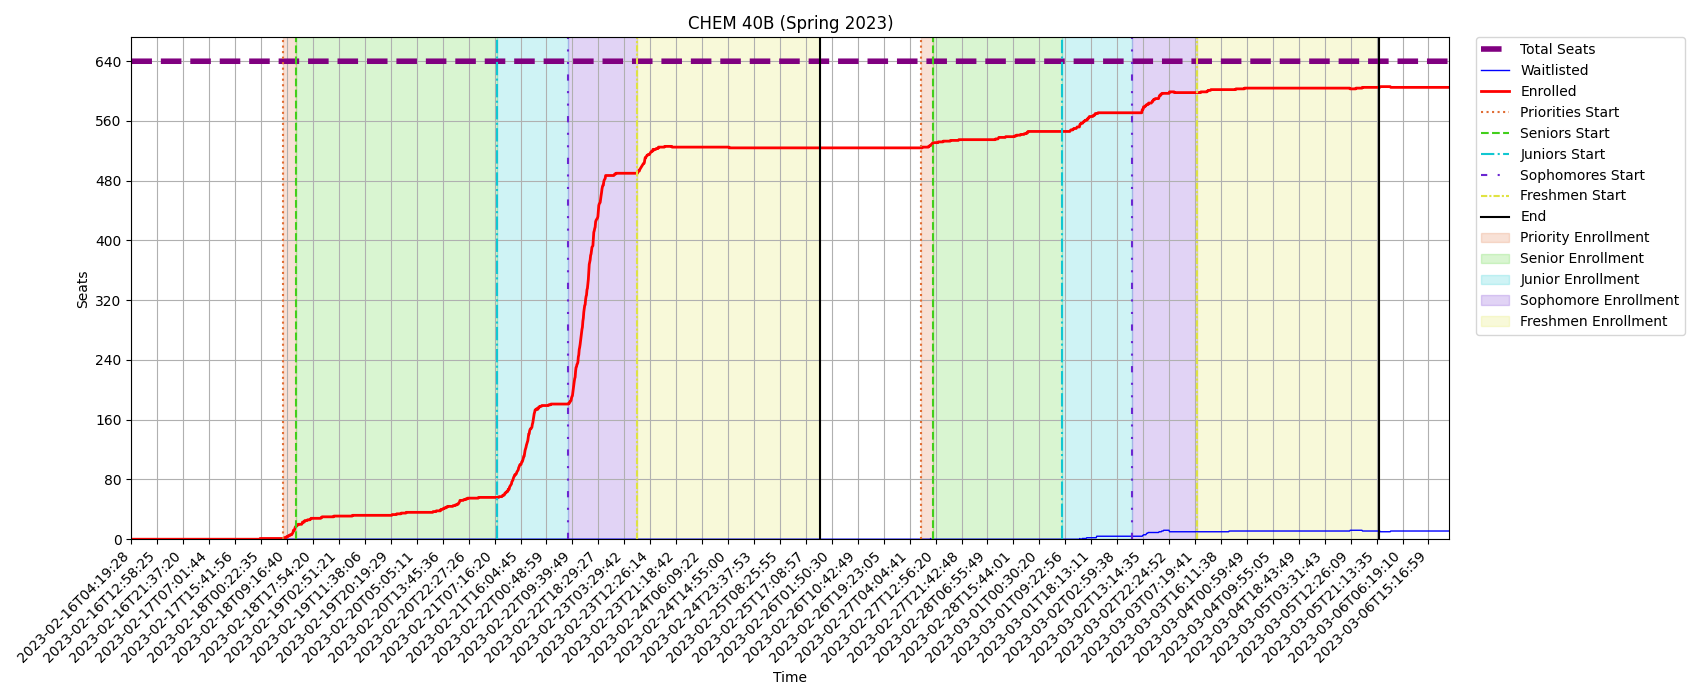 CHEM 40B (Spring 2023)
Seats
640
560
480
400
320
240
160
80
0
2023-02-16T04:19:28
2023-02-16T12:58:25
2023-02-16T21:37:20
2023-02-17T07:01:44
2023-02-17T15:41:56
2023-02-18T00:22:35
2023-02-18T09:16:40
2023-02-18T17:54:20
2023-02-19T02:51:21
2023-02-19T11:38:06
2023-02-19T20:19:29
2023-02-20T05:05:11
2023-02-20T13:45:36
2023-02-20T22:27:26
2023-02-21T07:16:20
2023-02-21T16:04:45
2023-02-22T00:48:59
2023-02-22T09:39:49
2023-02-22T18:29:27
2023-02-23T03:29:42
2023-02-23T12:26:14
2023-02-23T21:18:42
2023-02-24T06:09:22
2023-02-24T14:55:00
2023-02-24T23:37:53
2023-02-25T08:25:55
2023-02-25T17:08:57
2023-02-26T01:50:30
2023-02-26T10:42:49
2023-02-26T19:23:05
2023-02-27T04:04:41
2023-02-27T12:56:20
2023-02-27T21:42:48
2023-02-28T06:55:49
2023-02-28T15:44:01
2023-03-01T00:30:20
2023-03-01T09:22:56
2023-03-01T18:13:11
2023-03-02T02:59:38
2023-03-02T13:14:35
2023-03-02T22:24:52
2023-03-03T07:19:41
2023-03-03T16:11:38
2023-03-04T00:59:49
2023-03-04T09:55:05
2023-03-04T18:43:49
2023-03-05T03:31:43
2023-03-05T12:26:09
2023-03-05T21:13:35
2023-03-06T06:19:10
2023-03-06T15:16:59
Time
Total Seats
Waitlisted
Enrolled
Priorities Start
Seniors Start
Juniors Start
Sophomores Start
Freshmen Start
End
Priority Enrollment
Senior Enrollment
Junior Enrollment
Sophomore Enrollment
Freshmen Enrollment